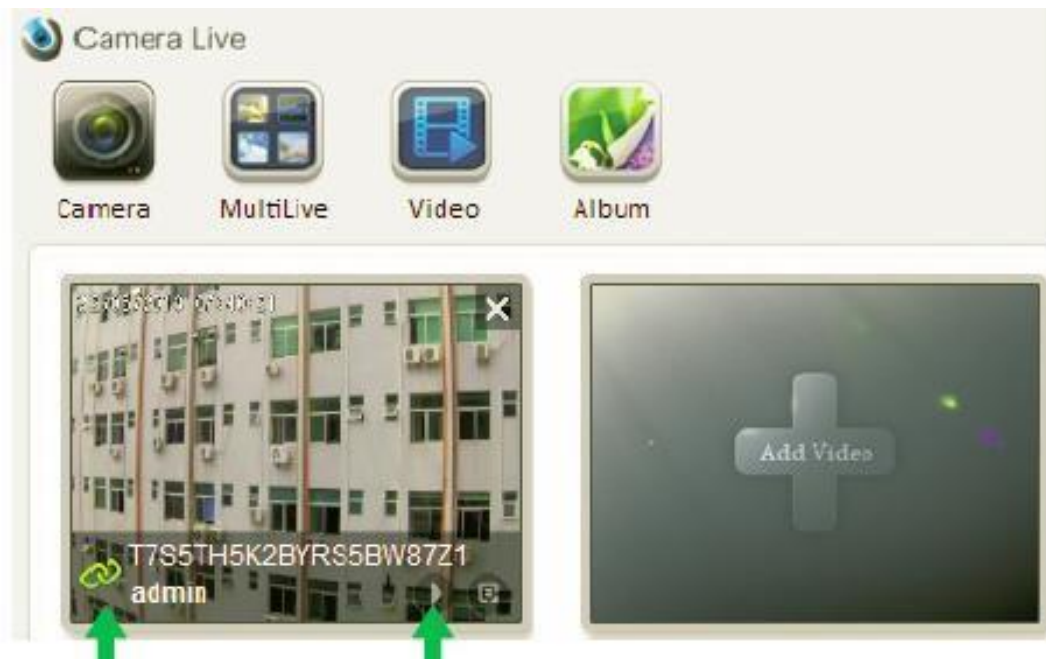 Camera Live
Camera
MultiLive
Video
Album
T7S5TH5K2BYRS5BW87Z1
admin
Add Video